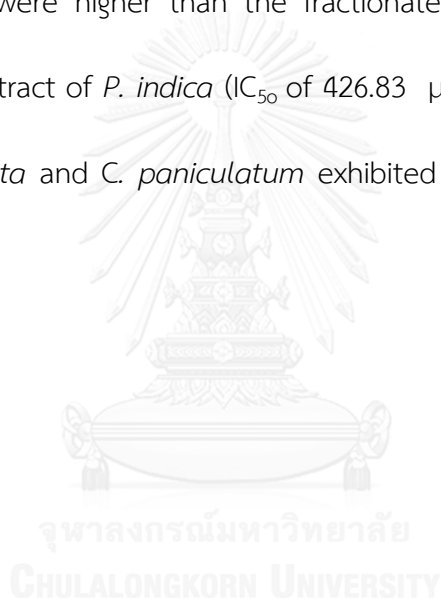 were higher than the fractionate
tract of P. indica (IC50 of 426.83 μ
ta and C. paniculatum exhibited
จุฬาลงกรณ์มหาวิทยาลัย
CHULALONGKORN UNIVERSITY